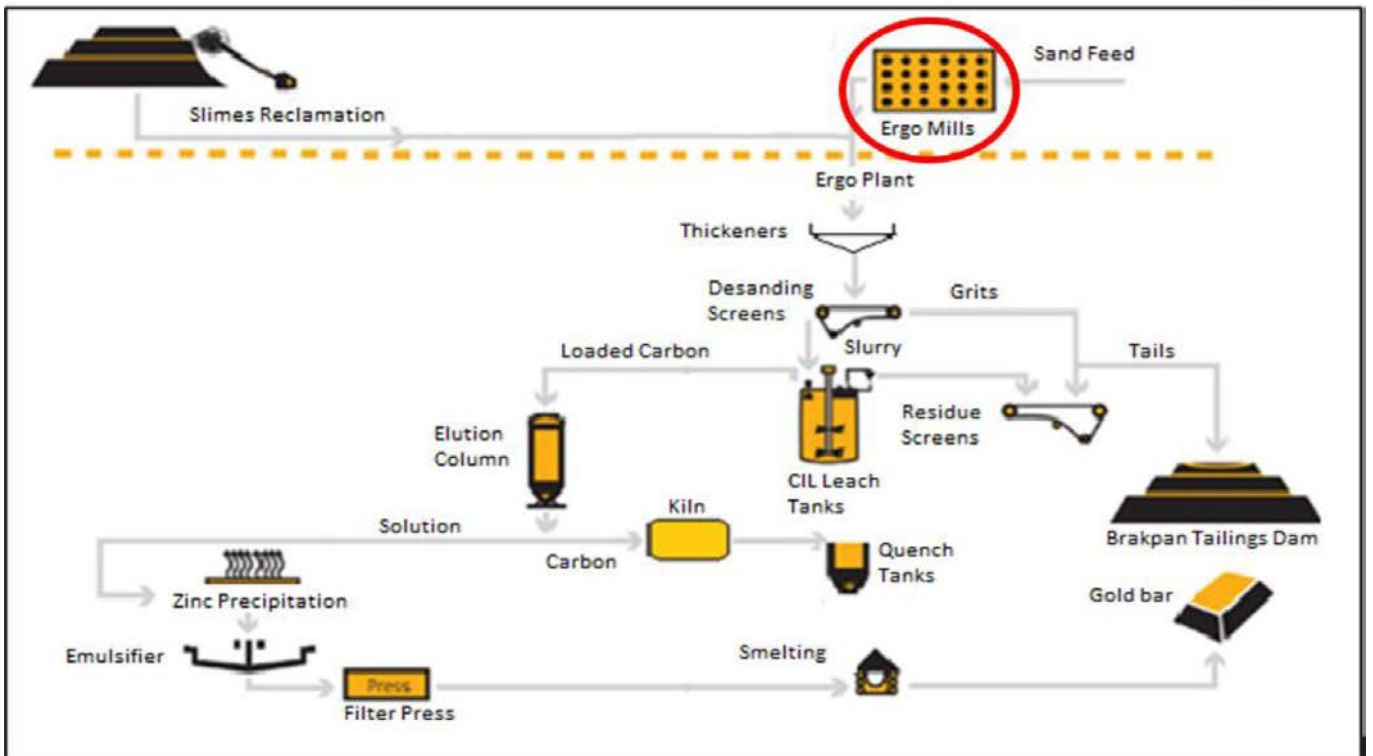 Sand Feed
Slimes Reclamation
Ergo Mills
Ergo Plant
Thickeners
Desanding
Screens
Grits
Slurry
Loaded Carbon
Tails
Residue
Screens
Elution
Column
CIL Leach
Tanks
Kiln
Solution
Carbon
Quench
Tanks
Brakpan Tailings Dam
Zinc Precipitation
Gold bar
Emulsifier
Smelting
Press
Filter Press